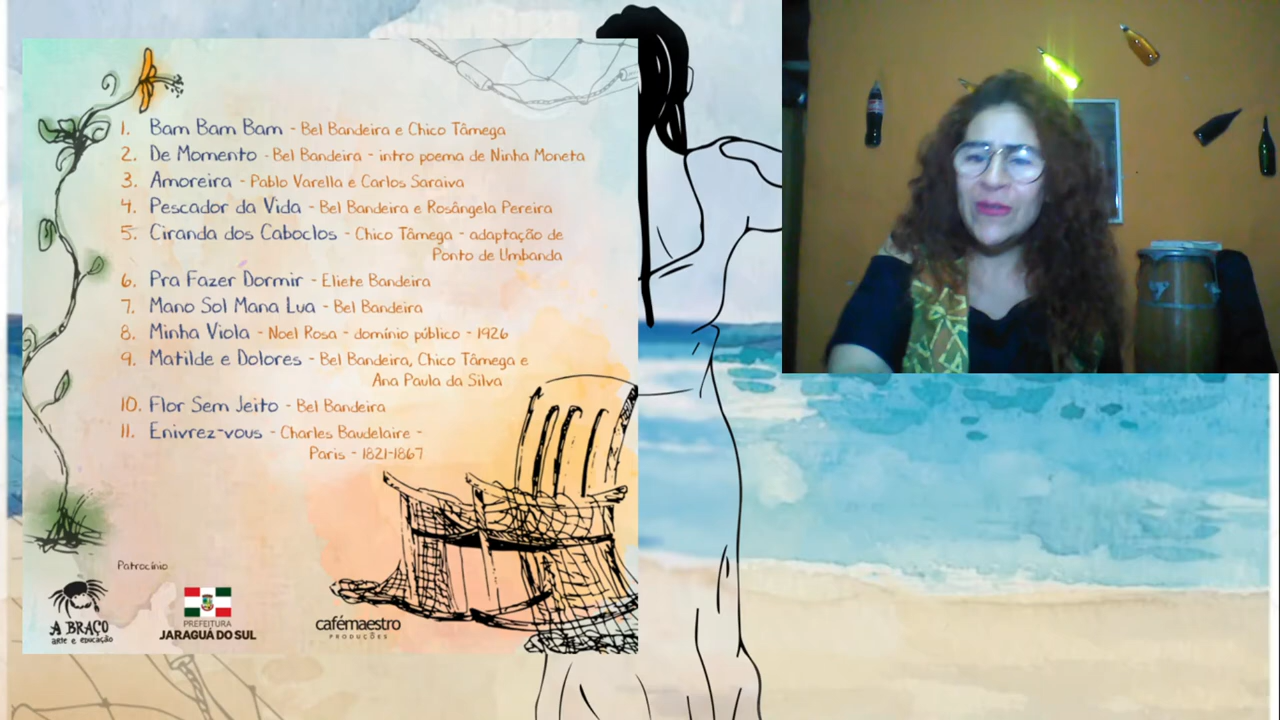 1. Bam Bam Bam - Bel Bandeira e Chico Tâmega
2. De Momento - Bel Bandeira - intro poema de Ninha Moneta
3. Amoreira - Pablo Varella e Carlos Saraiva
4. Pescador da Vida - Bel Bandeira e Rosângela Pereira
5. Ciranda dos Caboclos - Chico Tâmega - adaptação de
Ponto de Umbanda
6. Pra Fazer Dormir - Eliete Bandeira
7. Mano Sol Mana Lua - Bel Bandeira
8. Minha Viola - Noel Rosa - domínio público - 1926
9. Matilde e Dolores - Bel Bandeira, Chico Tâmega e
Ana Paula da Silva
10. Flor Sem Jeito - Bel Bandeira
11. Enivrez-vous - Charles Baudelaire -
Paris - 1821-1867
Patrocínio
A BRAÇO
arte e educação
PREFEITURA
JARAGUÁ DO SUL
cafémaestro
PRODUÇÕES